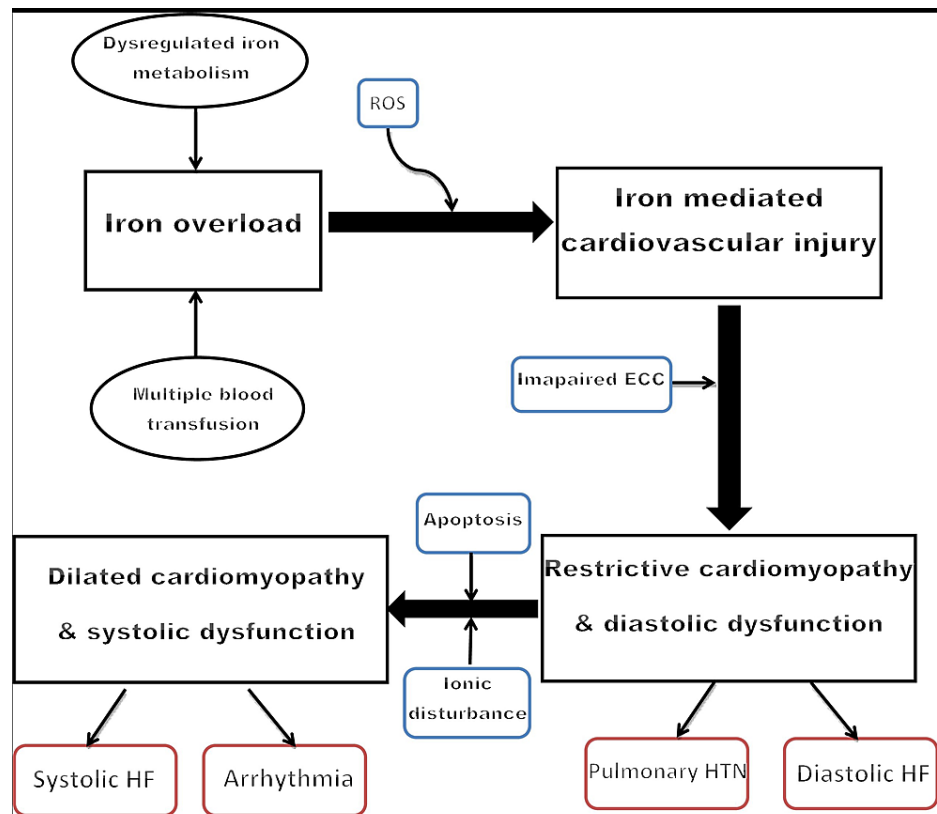 Dysregulated iron
metabolism
ROS
Iron overload
Iron mediated
cardiovascular injury
Imapaired ECC
Multiple blood
transfusion
Apoptosis
Dilated cardiomyopathy
& systolic dysfunction
Restrictive cardiomyopathy
& diastolic dysfunction
Ionic
disturbance
Systolic HF
Arrhythmia
Pulmonary HTN
Diastolic HF